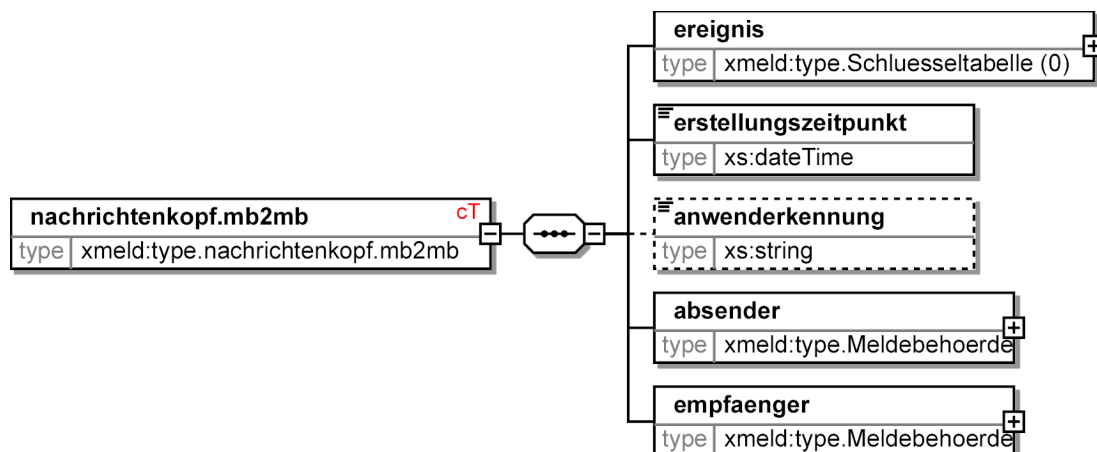 ereignis
type xmeld:type.Schluesseltabelle (0)
erstellungszeitpunkt
type xs:dateTime
nachrichtenkopf.mb2mb cT
type xmeld:type.nachrichtenkopf.mb2mb
anwenderkennung
type xs:string
absender
type xmeld:type.Meldebehoerde
empfaenger
type xmeld:type.Meldebehoerde